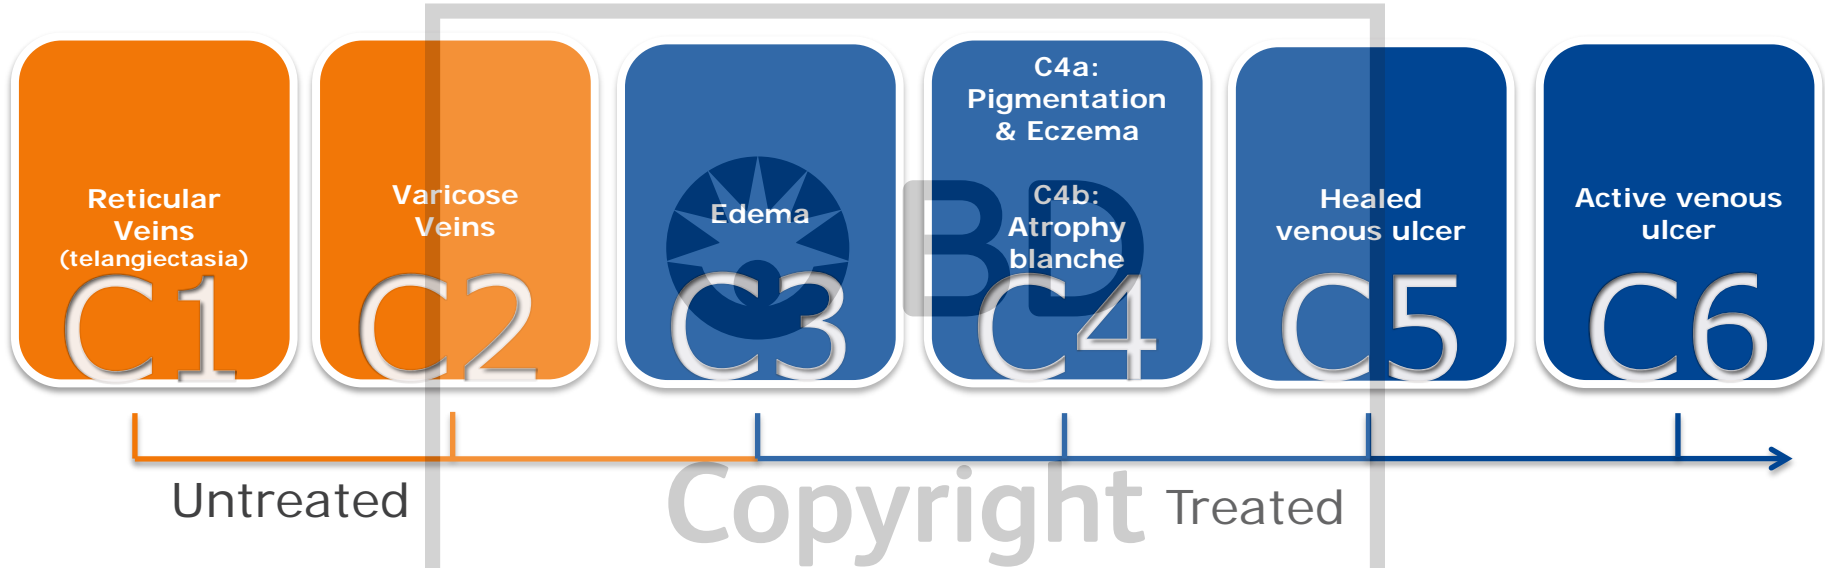 Reticular
Veins
(telangiectasia)
C1
Varicose
Veins
C2
Edema
C3
C4a:
Pigmentation
& Eczema
C4b:
Atrophy
blanche
C4
Healed
venous ulcer
C5
Active venous
ulcer
C6
BD
Untreated
Copyright
Treated